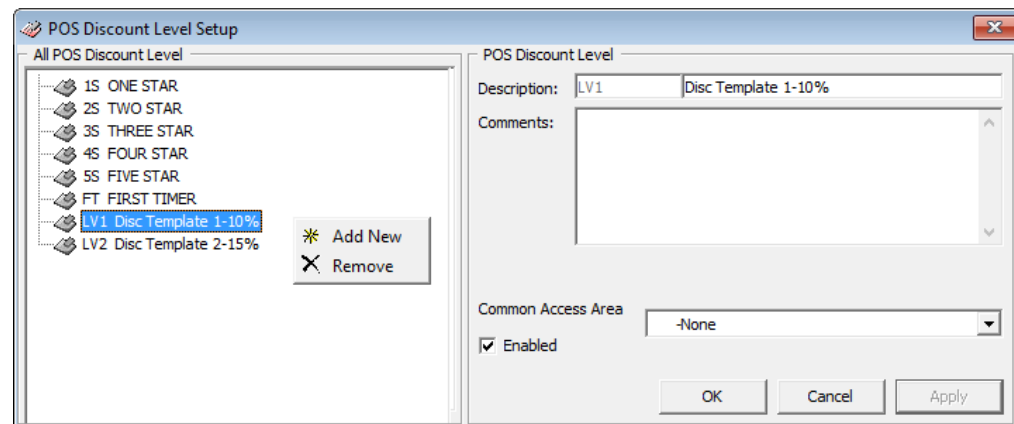 POS Discount Level Setup
All POS Discount Level
1S ONE STAR
2S TWO STAR
3S THREE STAR
4S FOUR STAR
5S FIVE STAR
FT FIRST TIMER
LV1 Disc Template 1-10%
LV2 Disc Template 2-15%
Add New
Remove
POS Discount Level
Description: LV1 Disc Template 1-10%
Comments:
Common Access Area -None
Enabled
OK Cancel Apply